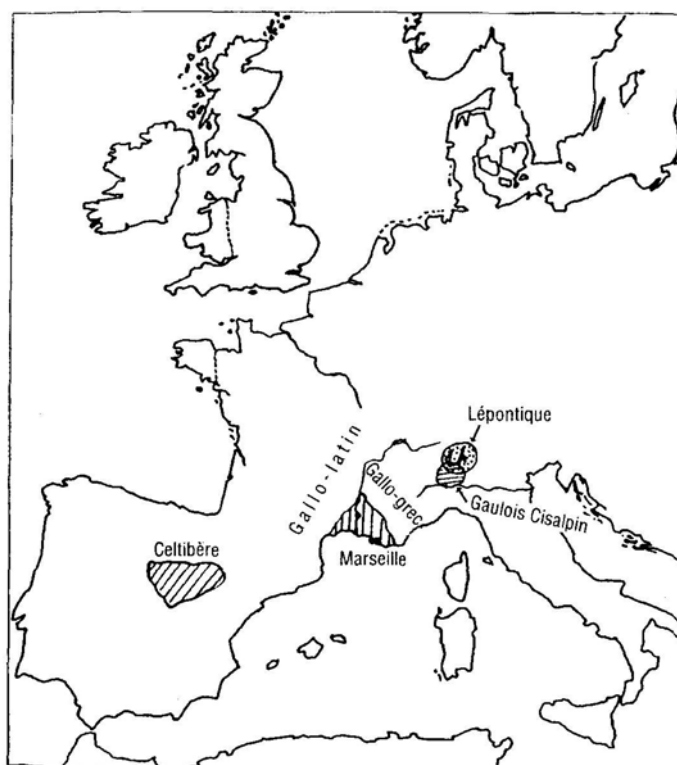 Lépontique
Gallo-latin
Gallo-grec
Gaulois Cisalpin
Celtibère
Marseille